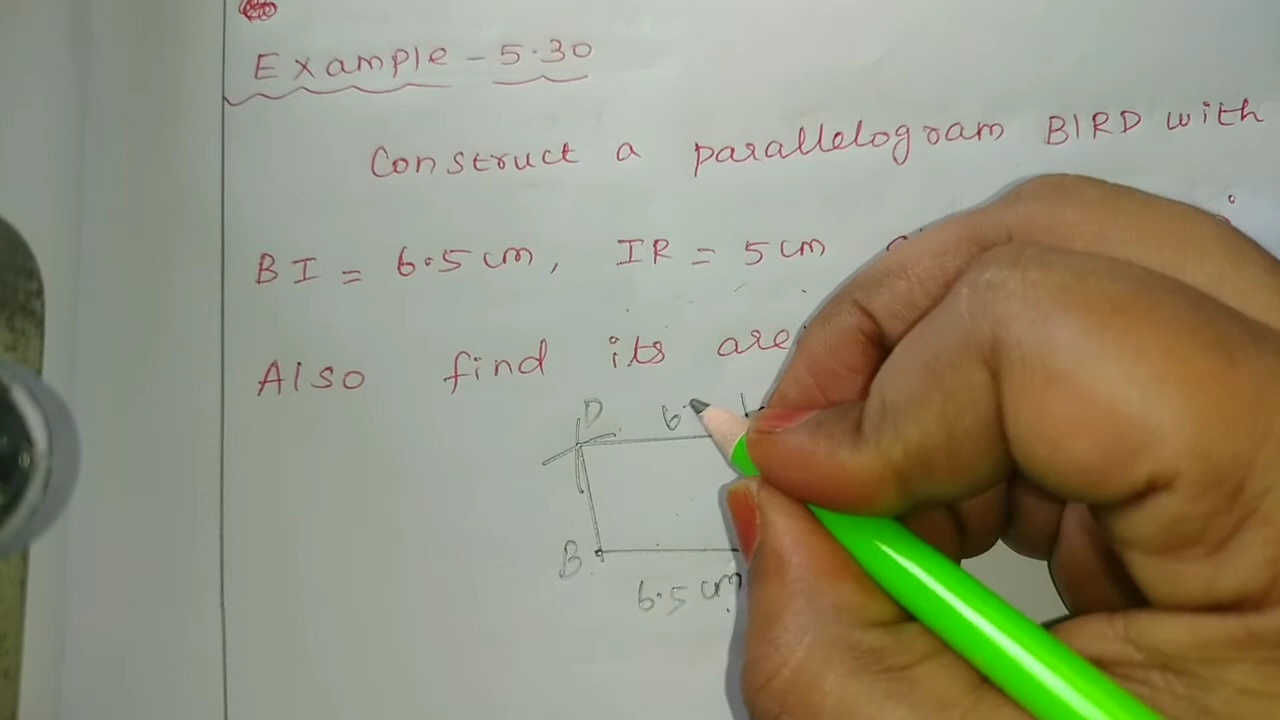 Example - 5.30
Construct a parallelogram BIRD with
BI = 6.5 cm, IR = 5 cm
Also find its
D 6
B
6.5 cm